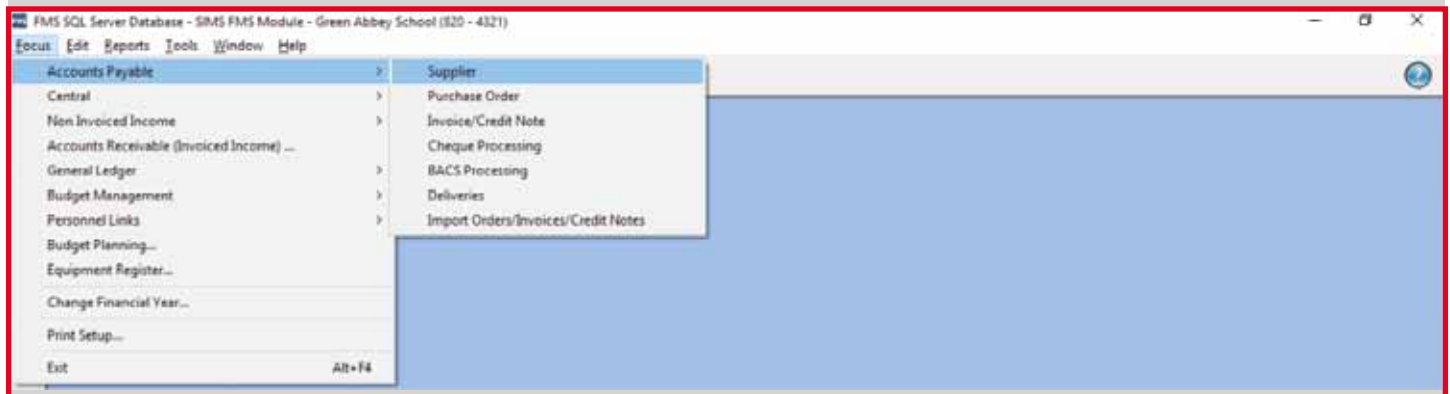 FMS SQL Server Database - SIMS FMS Module - Green Abbey School (820 - 4321)
Focus Edit Reports Tools Window Help
Accounts Payable
Central
Non Invoiced Income
Accounts Receivable (Invoiced Income) ...
General Ledger
Budget Management
Personnel Links
Budget Planning...
Equipment Register...
Change Financial Year...
Print Setup...
Exit Alt+F4
Supplier
Purchase Order
Invoice/Credit Note
Cheque Processing
BACS Processing
Deliveries
Import Orders/Invoices/Credit Notes